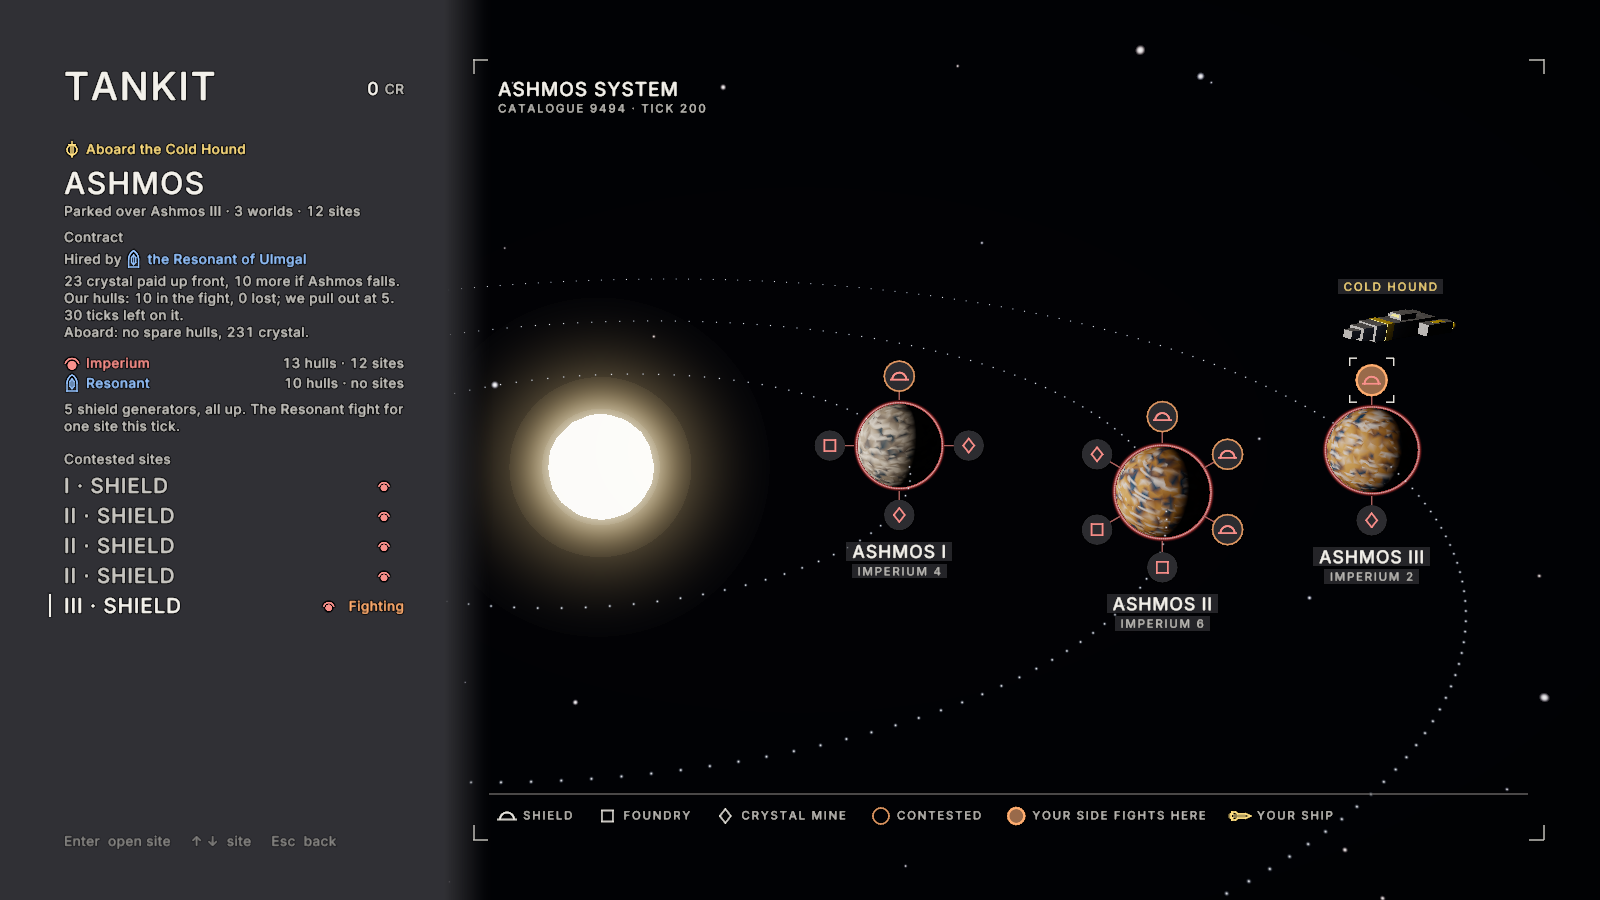 TANKIT
0 CR
Aboard the Cold Hound
ASHMOS
Parked over Ashmos III · 3 worlds · 12 sites
Contract
Hired by the Resonant of Ulmgal
23 crystal paid up front, 10 more if Ashmos falls.
Our hulls: 10 in the fight, 0 lost; we pull out at 5.
30 ticks left on it.
Aboard: no spare hulls, 231 crystal.
Imperium 13 hulls · 12 sites
Resonant 10 hulls · no sites
5 shield generators, all up. The Resonant fight for
one site this tick.
Contested sites
I · SHIELD
II · SHIELD
II · SHIELD
II · SHIELD
III · SHIELD Fighting
Enter open site ↑ ↓ site Esc back
ASHMOS SYSTEM
CATALOGUE 9494 · TICK 200
COLD HOUND
ASHMOS I
IMPERIUM 4
ASHMOS II
IMPERIUM 6
ASHMOS III
IMPERIUM 2
SHIELD FOUNDRY CRYSTAL MINE CONTESTED YOUR SIDE FIGHTS HERE YOUR SHIP